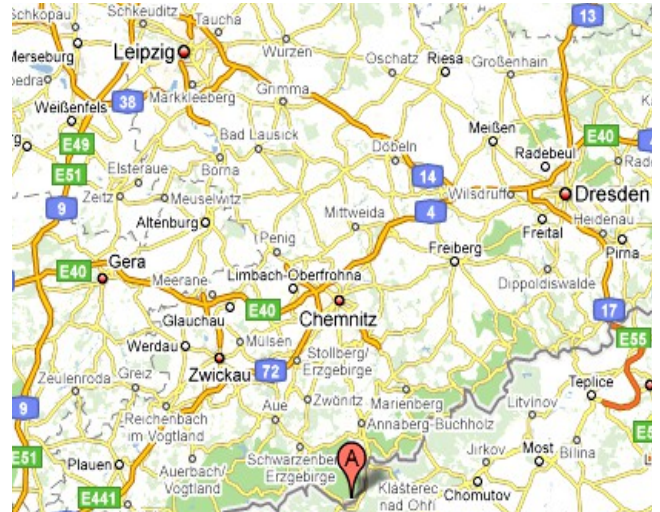 Schkeuditz
Taucha
13
Merseburg
Leipzig
Wurzen
Oschatz
Riesa
Großenhain
Markkleeberg
Grimma
38
Weißenfels
Meißen
E49
Bad Lausick
Döbeln
E40
Radebeul
E51
Elsteraue
Borna
14
Zeitz
Meuselwitz
Wilsdruff
Dresden
9
Altenburg
Mittweida
4
Freital
Heidenau
Penig
Freiberg
Pirna
Gera
E40
Meerane
Limbach-Oberfrohna
Dippoldiswalde
E40
Glauchau
Chemnitz
17
Werdau
Mülsen
Stollberg/
Erzgebirge
E55
Zwickau
72
Teplice
Zeulenroda
Greiz
Zwönitz
Marienberg
Litvínov
9
Reichenbach
im Vogtland
Aue
Annaberg-Buchholz
E51
Plauen
Auerbach/
Vogtland
Schwarzenber
Erzgebirge
A
Jirkov
Most
Bílina
Klášterec
nad Ohří
Chomutov
E441